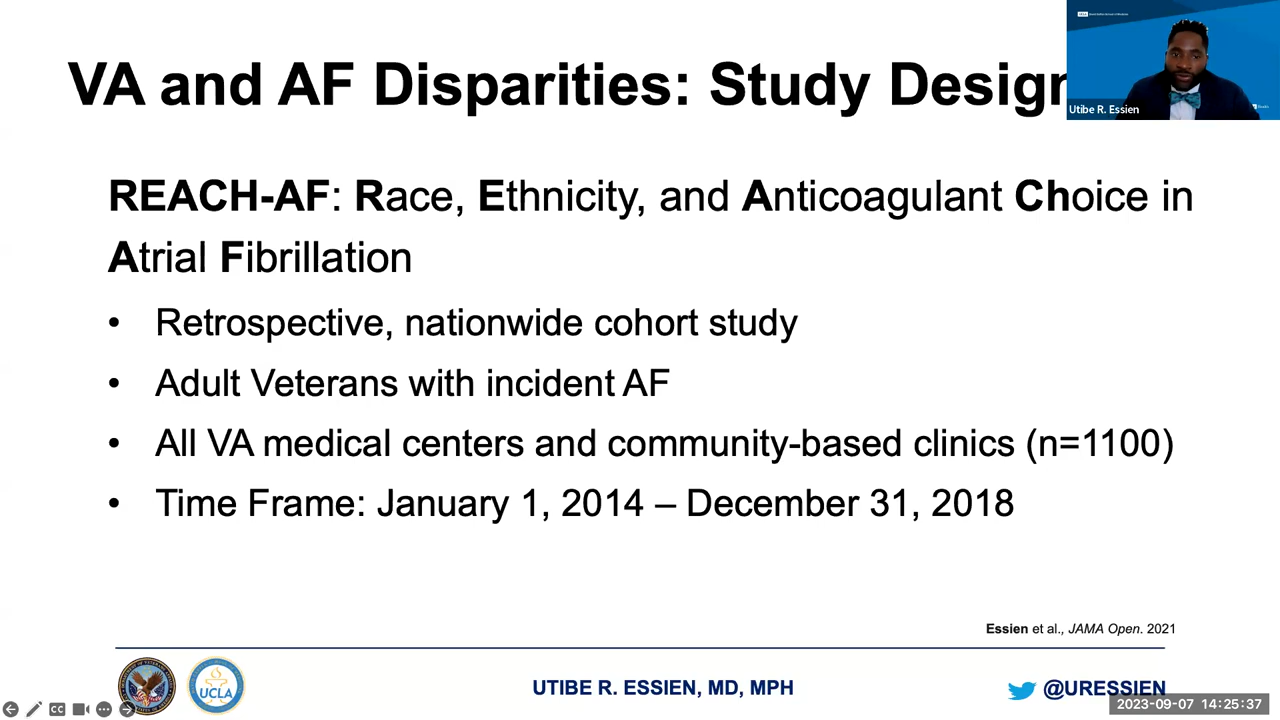 VA and AF Disparities: Study Design
Utibe R. Essien
REACH-AF: Race, Ethnicity, and Anticoagulant Choice in
Atrial Fibrillation
• Retrospective, nationwide cohort study
• Adult Veterans with incident AF
• All VA medical centers and community-based clinics (n=1100)
• Time Frame: January 1, 2014 – December 31, 2018
Essien et al., JAMA Open. 2021
UCLA
UTIBE R. ESSIEN, MD, MPH
@URESSIEN
CC
2023-09-07 14:25:37